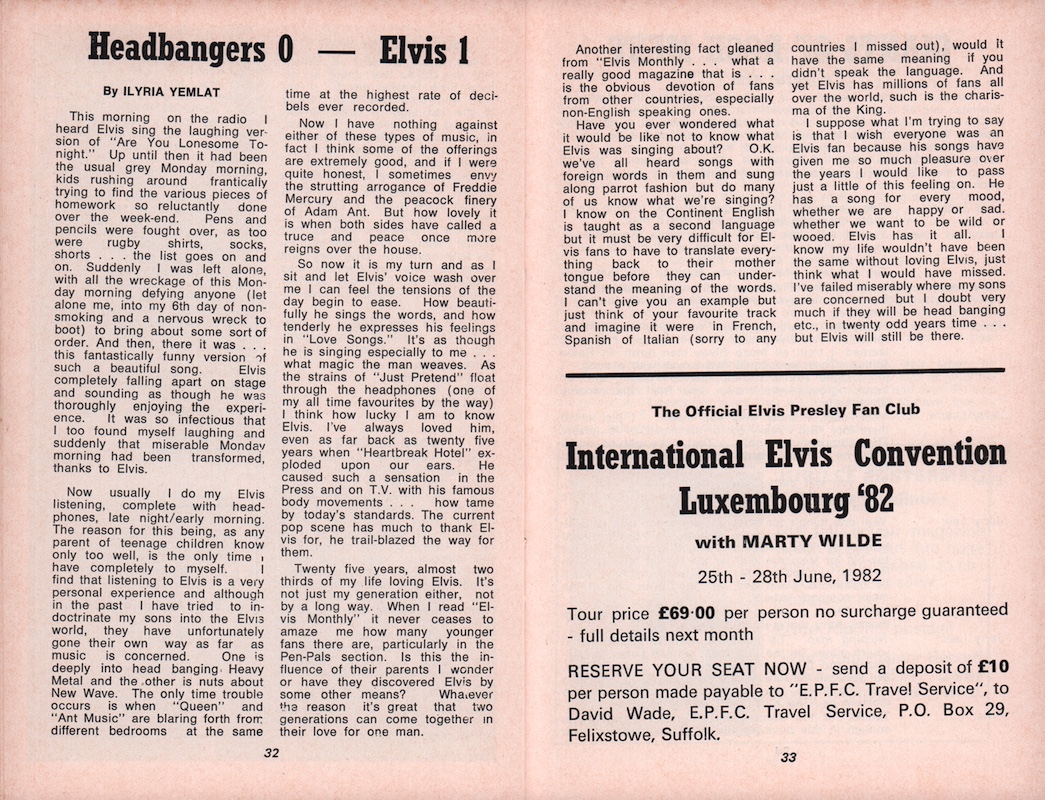 Headbangers 0 — Elvis 1
By ILYRIA YEMLAT
This morning on the radio I
heard Elvis sing the laughing ver-
sion of "Are You Lonesome To-
night." Up until then it had been
the usual grey Monday morning,
kids rushing around frantically
trying to find the various pieces of
homework so reluctantly done
over the week-end. Pens and
pencils were fought over, as too
were rugby shirts, socks,
shorts . . . the list goes on and
on. Suddenly I was left alone,
with all the wreckage of this Mon-
day morning defying anyone (let
alone me, into my 6th day of non-
smoking and a nervous wreck to
boot) to bring about some sort of
order. And then, there it was . . .
this fantastically funny version of
such a beautiful song. Elvis
completely falling apart on stage
and sounding as though he was
thoroughly enjoying the experi-
ence. It was so infectious that
I too found myself laughing and
suddenly that miserable Monday
morning had been transformed,
thanks to Elvis.
Now usually I do my Elvis
listening, complete with head-
phones, late night/early morning.
The reason for this being, as any
parent of teenage children know
only too well, is the only time I
have completely to myself. I
find that listening to Elvis is a very
personal experience and although
in the past I have tried to in-
doctrinate my sons into the Elvis
world, they have unfortunately
gone their own way as far as
music is concerned. One is
deeply into head banging Heavy
Metal and the other is nuts about
New Wave. The only time trouble
occurs is when "Queen" and
"Ant Music" are blaring forth from
different bedrooms at the same
time at the highest rate of deci-
bels ever recorded.
Now I have nothing against
either of these types of music, in
fact I think some of the offerings
are extremely good, and if I were
quite honest, I sometimes envy
the strutting arrogance of Freddie
Mercury and the peacock finery
of Adam Ant. But how lovely it
is when both sides have called a
truce and peace once more
reigns over the house.
So now it is my turn and as I
sit and let Elvis' voice wash over
me I can feel the tensions of the
day begin to ease. How beauti-
fully he sings the words, and how
tenderly he expresses his feelings
in "Love Songs." It's as though
he is singing especially to me . . .
what magic the man weaves. As
the strains of "Just Pretend" float
through the headphones (one of
my all time favourites by the way)
I think how lucky I am to know
Elvis. I've always loved him,
even as far back as twenty five
years when "Heartbreak Hotel" ex-
ploded upon our ears. He
caused such a sensation in the
Press and on T.V. with his famous
body movements . . . how tame
by today's standards. The current
pop scene has much to thank El-
vis for, he trail-blazed the way for
them.
Twenty five years, almost two
thirds of my life loving Elvis. It's
not just my generation either, not
by a long way. When I read "El-
vis Monthly" it never ceases to
amaze me how many younger
fans there are, particularly in the
Pen-Pals section. Is this the in-
fluence of their parents I wonder
or have they discovered Elvis by
some other means? Whatever
the reason it's great that two
generations can come together in
their love for one man.
32
Another interesting fact gleaned
from "Elvis Monthly . . . what a
really good magazine that is . . .
is the obvious devotion of fans
from other countries, especially
non-English speaking ones.
Have you ever wondered what
it would be like not to know what
Elvis was singing about? O.K.
we've all heard songs with
foreign words in them and sung
along parrot fashion but do many
of us know what we're singing?
I know on the Continent English
is taught as a second language
but it must be very difficult for El-
vis fans to have to translate every-
thing back to their mother
tongue before they can under-
stand the meaning of the words.
I can't give you an example but
just think of your favourite track
and imagine it were in French,
Spanish of Italian (sorry to any
countries I missed out), would it
have the same meaning if you
didn't speak the language. And
yet Elvis has millions of fans all
over the world, such is the charis-
ma of the King.
I suppose what I'm trying to say
is that I wish everyone was an
Elvis fan because his songs have
given me so much pleasure over
the years I would like to pass
just a little of this feeling on. He
has a song for every mood,
whether we are happy or sad.
whether we want to be wild or
wooed. Elvis has it all. I
know my life wouldn't have been
the same without loving Elvis, just
think what I would have missed.
I've failed miserably where my sons
are concerned but I doubt very
much if they will be head banging
etc., in twenty odd years time . . .
but Elvis will still be there.
The Official Elvis Presley Fan Club
International Elvis Convention
Luxembourg '82
with MARTY WILDE
25th - 28th June, 1982
Tour price £69·00 per person no surcharge guaranteed
- full details next month
RESERVE YOUR SEAT NOW - send a deposit of £10
per person made payable to "E.P.F.C. Travel Service", to
David Wade, E.P.F.C. Travel Service, P.O. Box 29,
Felixstowe, Suffolk.
33